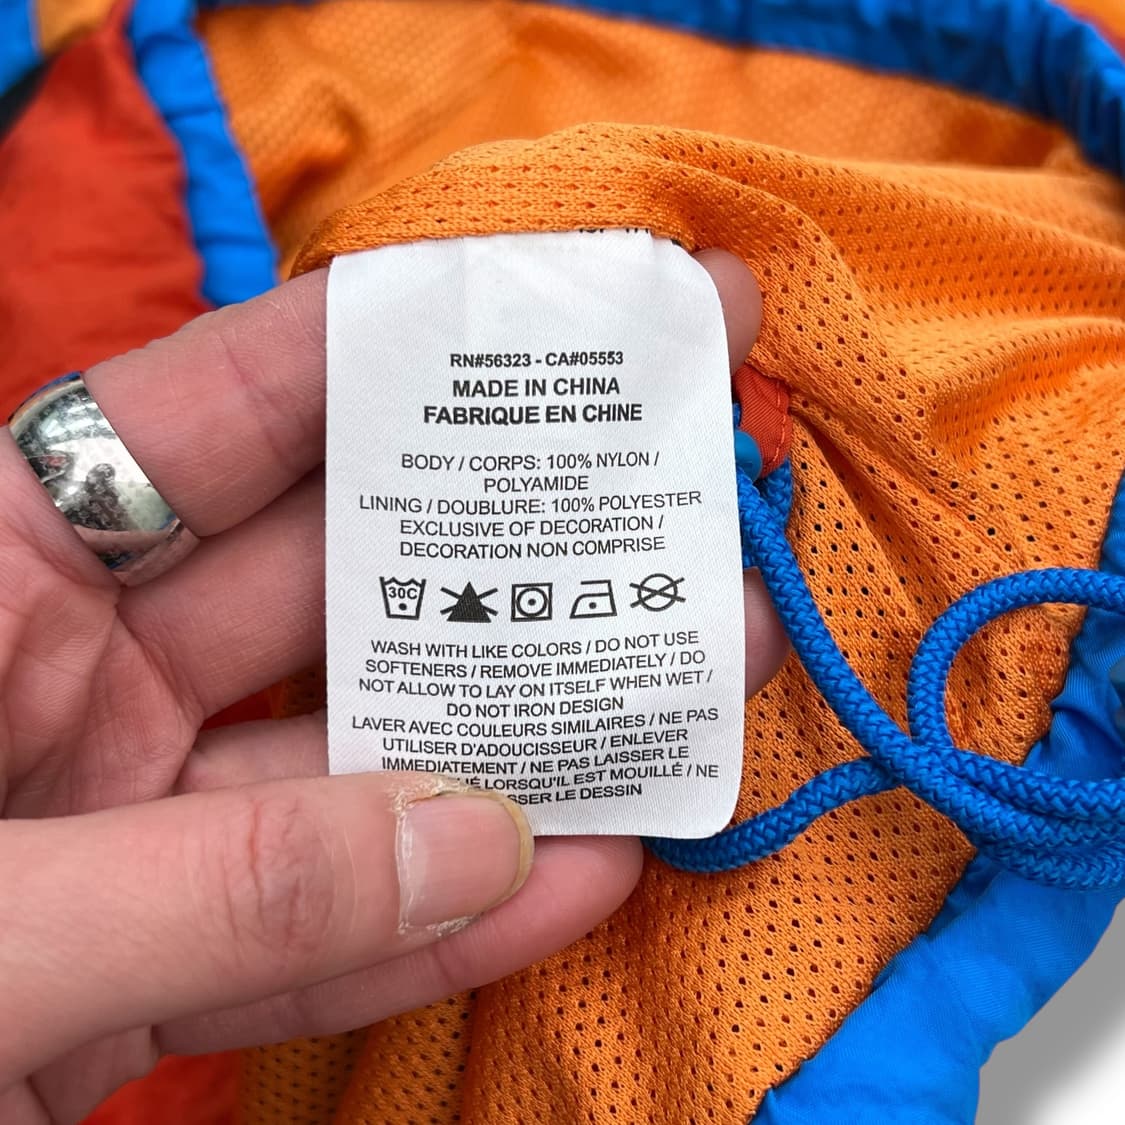 RN#56323 - CA#05553
MADE IN CHINA
FABRIQUE EN CHINE
BODY / CORPS: 100% NYLON /
POLYAMIDE
LINING / DOUBLURE: 100% POLYESTER
EXCLUSIVE OF DECORATION /
DECORATION NON COMPRISE
30C
WASH WITH LIKE COLORS / DO NOT USE
SOFTENERS / REMOVE IMMEDIATELY / DO
NOT ALLOW TO LAY ON ITSELF WHEN WET /
DO NOT IRON DESIGN
LAVER AVEC COULEURS SIMILAIRES / NE PAS
UTILISER D'ADOUCISSEUR / ENLEVER
IMMEDIATEMENT / NE PAS LAISSER LE
LORSQU'IL EST MOUILLÉ / NE
LE DESSIN